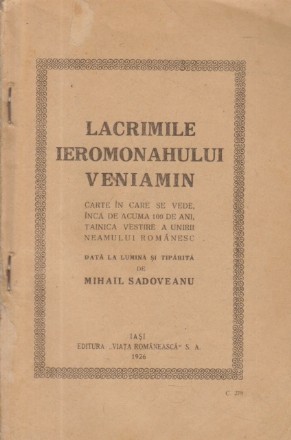 LACRIMILE
IEROMONAHULUI
VENIAMIN
CARTE ÎN CARE SE VEDE,
ÎNCĂ DE ACUMA 100 DE ANI,
TAINICA VESTIRE A UNIRII
NEAMULUI ROMÂNESC
DATĂ LA LUMINĂ ȘI TIPĂRITĂ
DE
MIHAIL SADOVEANU
IAȘI
EDITURA „VIAȚA ROMÂNEASCĂ" S. A.
1926